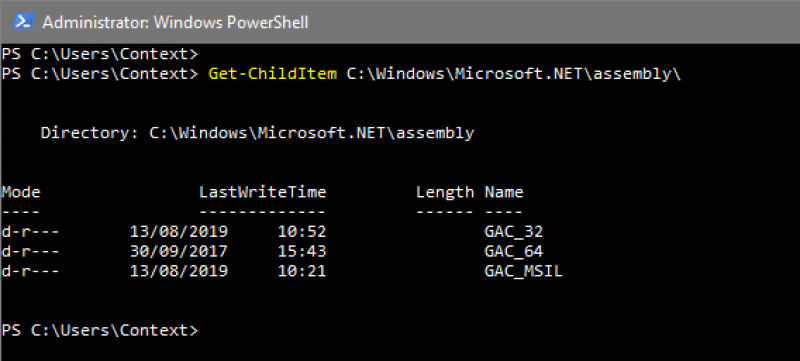 Administrator: Windows PowerShell
PS C:\Users\Context>
PS C:\Users\Context> Get-ChildItem C:\Windows\Microsoft.NET\assembly\
Directory: C:\Windows\Microsoft.NET\assembly
Mode LastWriteTime Length Name
---- ------------- ------ ----
d-r--- 13/08/2019 10:52 GAC_32
d-r--- 30/09/2017 15:43 GAC_64
d-r--- 13/08/2019 10:21 GAC_MSIL
PS C:\Users\Context>